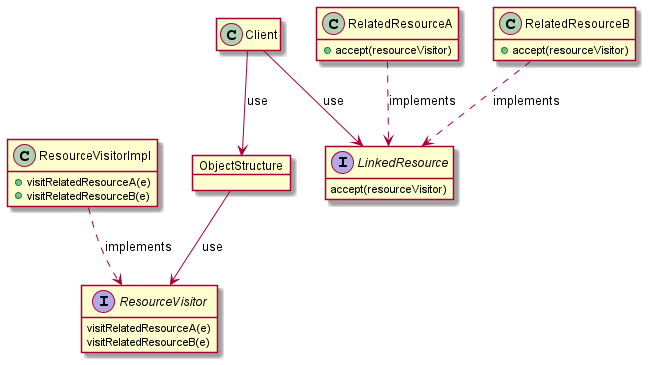 C Client
C RelatedResourceA
accept(resourceVisitor)
C RelatedResourceB
accept(resourceVisitor)
use
use
implements
implements
C ResourceVisitorImpl
visitRelatedResourceA(e)
visitRelatedResourceB(e)
ObjectStructure
I LinkedResource
accept(resourceVisitor)
implements
use
I ResourceVisitor
visitRelatedResourceA(e)
visitRelatedResourceB(e)